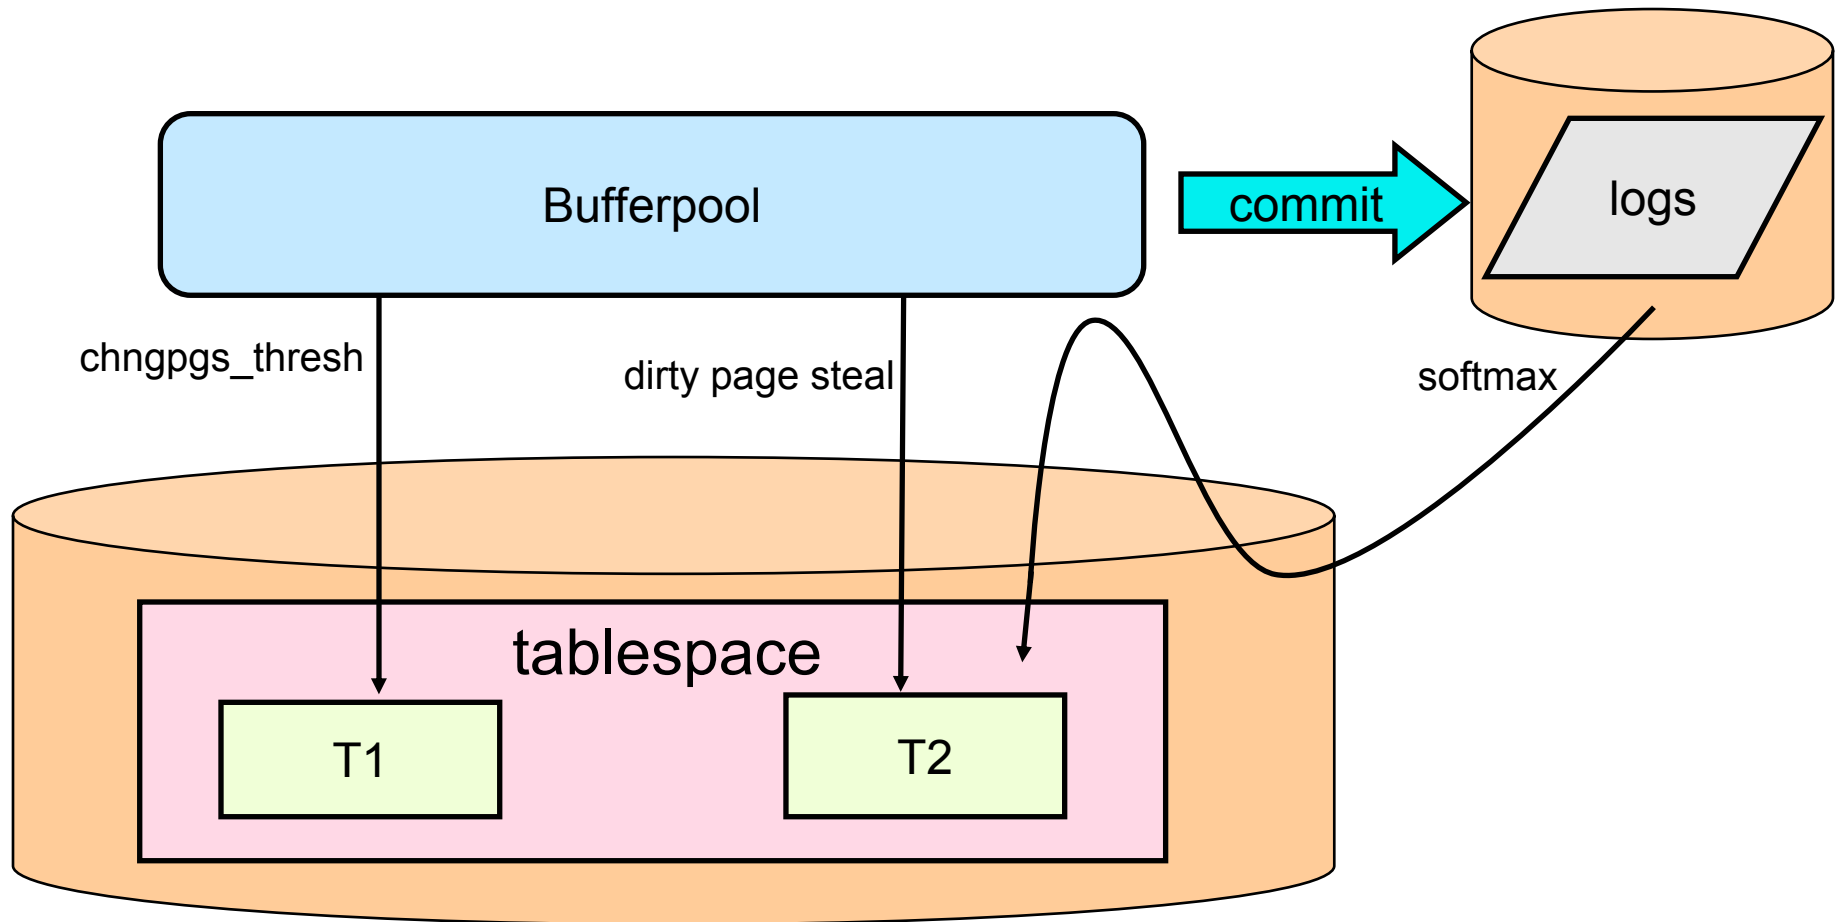 Bufferpool
commit
logs
chngpgs_thresh
dirty page steal
softmax
tablespace
T1
T2